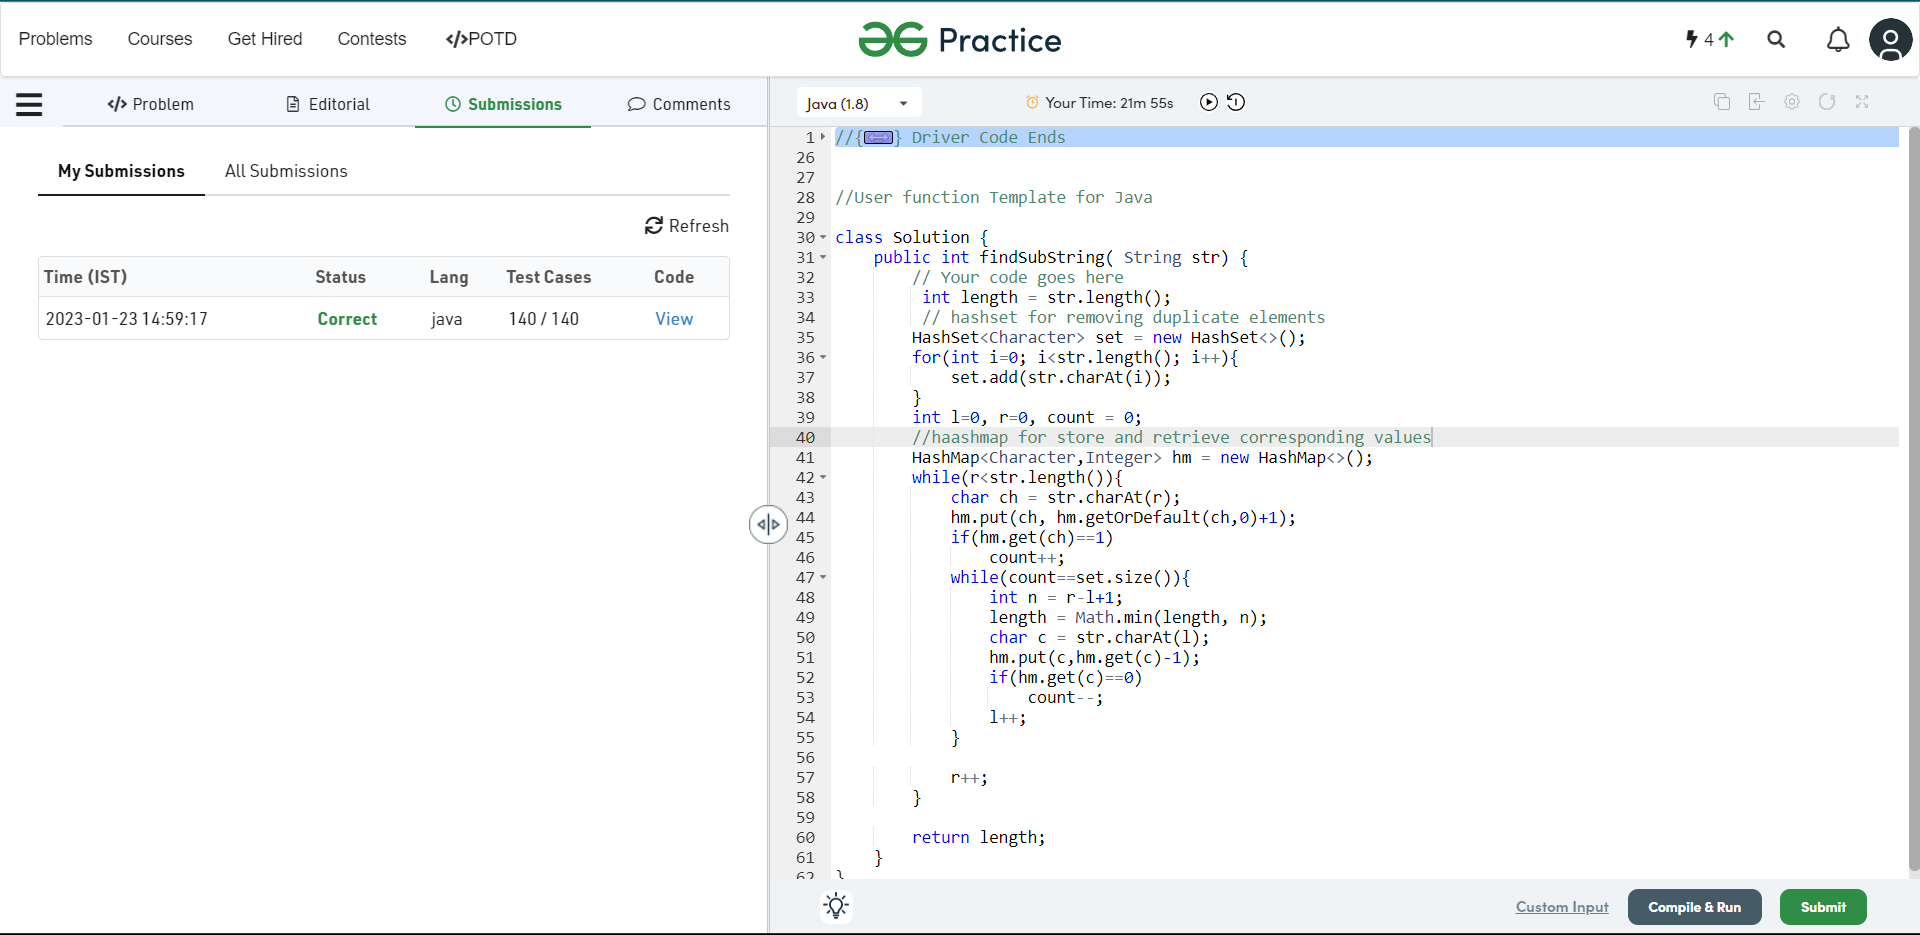 Problems Courses Get Hired Contests </>POTD
Practice
4
</> Problem Editorial Submissions Comments
My Submissions All Submissions
Refresh
Time (IST) Status Lang Test Cases Code
2023-01-23 14:59:17 Correct java 140 / 140 View
Java (1.8) Your Time: 21m 55s
1 //{} Driver Code Ends
26
27
28 //User function Template for Java
29
30 class Solution {
31 public int findSubString( String str) {
32 // Your code goes here
33 int length = str.length();
34 // hashset for removing duplicate elements
35 HashSet<Character> set = new HashSet<>();
36 for(int i=0; i<str.length(); i++){
37 set.add(str.charAt(i));
38 }
39 int l=0, r=0, count = 0;
40 //haashmap for store and retrieve corresponding values
41 HashMap<Character,Integer> hm = new HashMap<>();
42 while(r<str.length()){
43 char ch = str.charAt(r);
44 hm.put(ch, hm.getOrDefault(ch,0)+1);
45 if(hm.get(ch)==1)
46 count++;
47 while(count==set.size()){
48 int n = r-l+1;
49 length = Math.min(length, n);
50 char c = str.charAt(l);
51 hm.put(c,hm.get(c)-1);
52 if(hm.get(c)==0)
53 count--;
54 l++;
55 }
56
57 r++;
58 }
59
60 return length;
61 }
62 }
Custom Input Compile & Run Submit